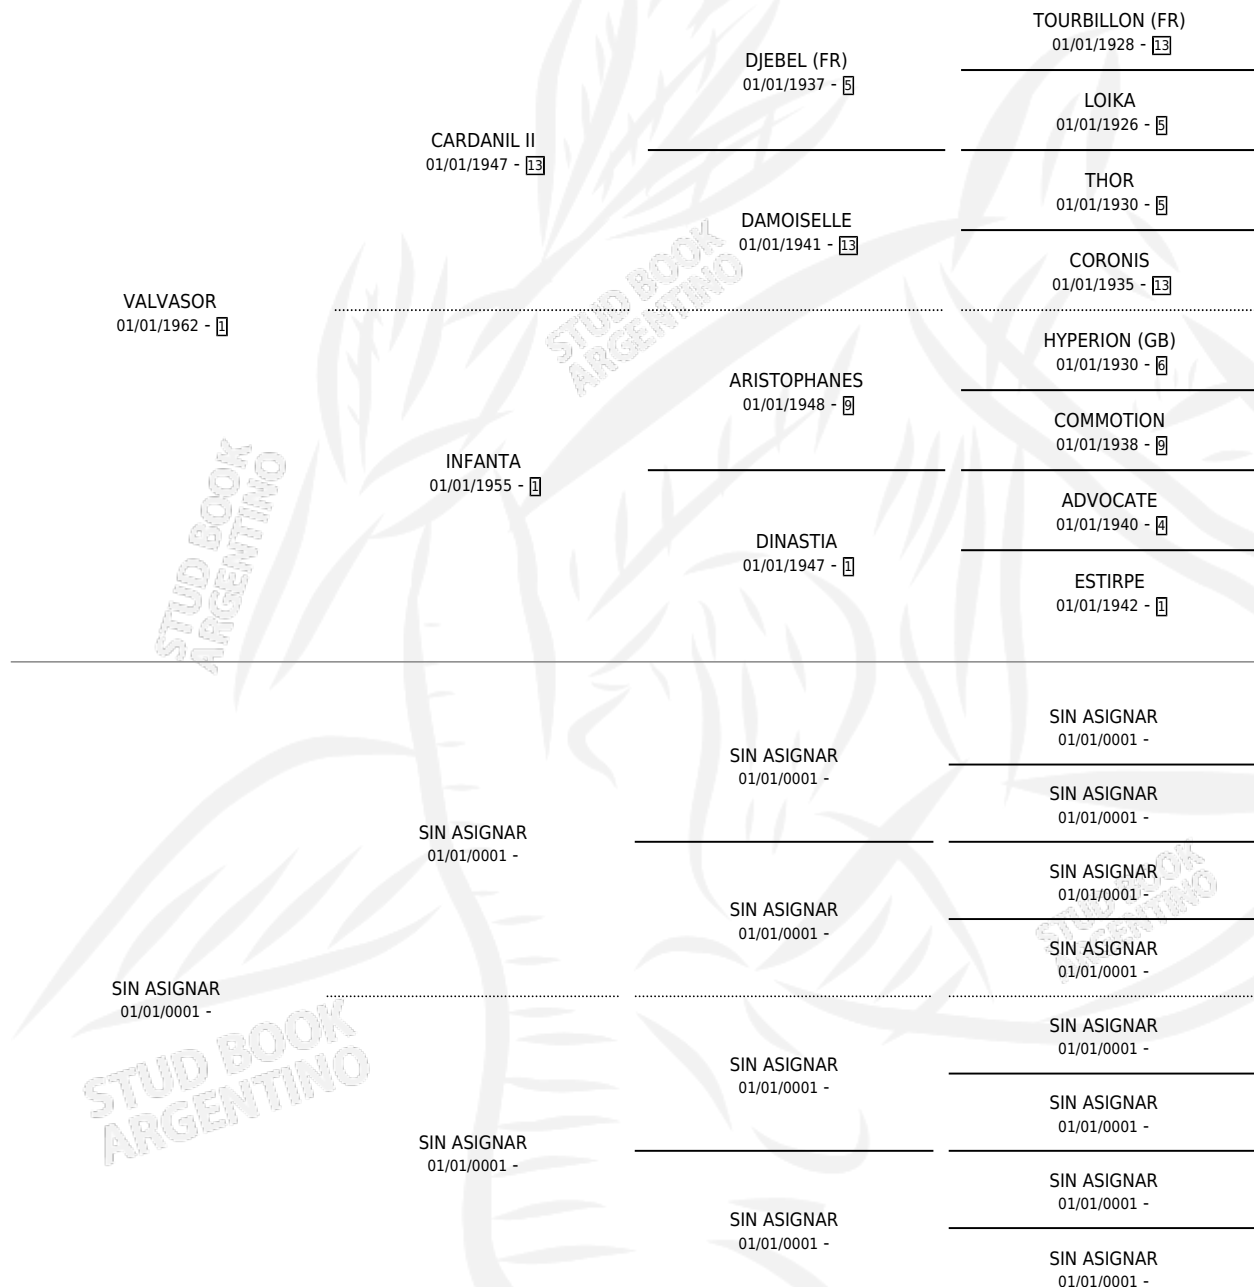 TOURBILLON (FR)
01/01/1928 - 13
DJEBEL (FR)
01/01/1937 - 5
LOIKA
01/01/1926 - 5
CARDANIL II
01/01/1947 - 13
THOR
01/01/1930 - 5
DAMOISELLE
01/01/1941 - 13
CORONIS
01/01/1935 - 13
VALVASOR
01/01/1962 - 1
HYPERION (GB)
01/01/1930 - 6
ARISTOPHANES
01/01/1948 - 9
COMMOTION
01/01/1938 - 9
INFANTA
01/01/1955 - 1
ADVOCATE
01/01/1940 - 4
DINASTIA
01/01/1947 - 1
ESTIRPE
01/01/1942 - 1
STUD BOOK
ARGENTINO
STUD BOOK
ARGENTINO
SIN ASIGNAR
01/01/0001 -
SIN ASIGNAR
01/01/0001 -
SIN ASIGNAR
01/01/0001 -
SIN ASIGNAR
01/01/0001 -
SIN ASIGNAR
01/01/0001 -
SIN ASIGNAR
01/01/0001 -
SIN ASIGNAR
01/01/0001 -
SIN ASIGNAR
01/01/0001 -
SIN ASIGNAR
01/01/0001 -
SIN ASIGNAR
01/01/0001 -
SIN ASIGNAR
01/01/0001 -
SIN ASIGNAR
01/01/0001 -
SIN ASIGNAR
01/01/0001 -
SIN ASIGNAR
01/01/0001 -
SIN ASIGNAR
01/01/0001 -
STUD BOOK
ARGENTINO
STUD BOOK
ARGENTINO